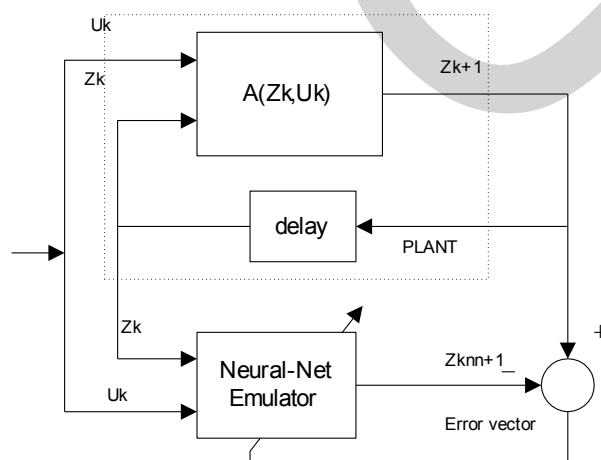 Uk
Zk
A(Zk,Uk)
Zk+1
delay
PLANT
Zk
Uk
Neural-Net
Emulator
Zknn+1
_
+
Error vector